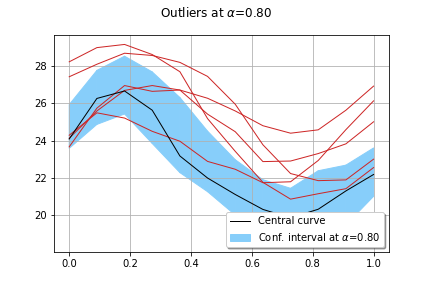 Outliers at α=0.80
28
26
24
22
20
0.0 0.2 0.4 0.6 0.8 1.0
Central curve
Conf. interval at α=0.80